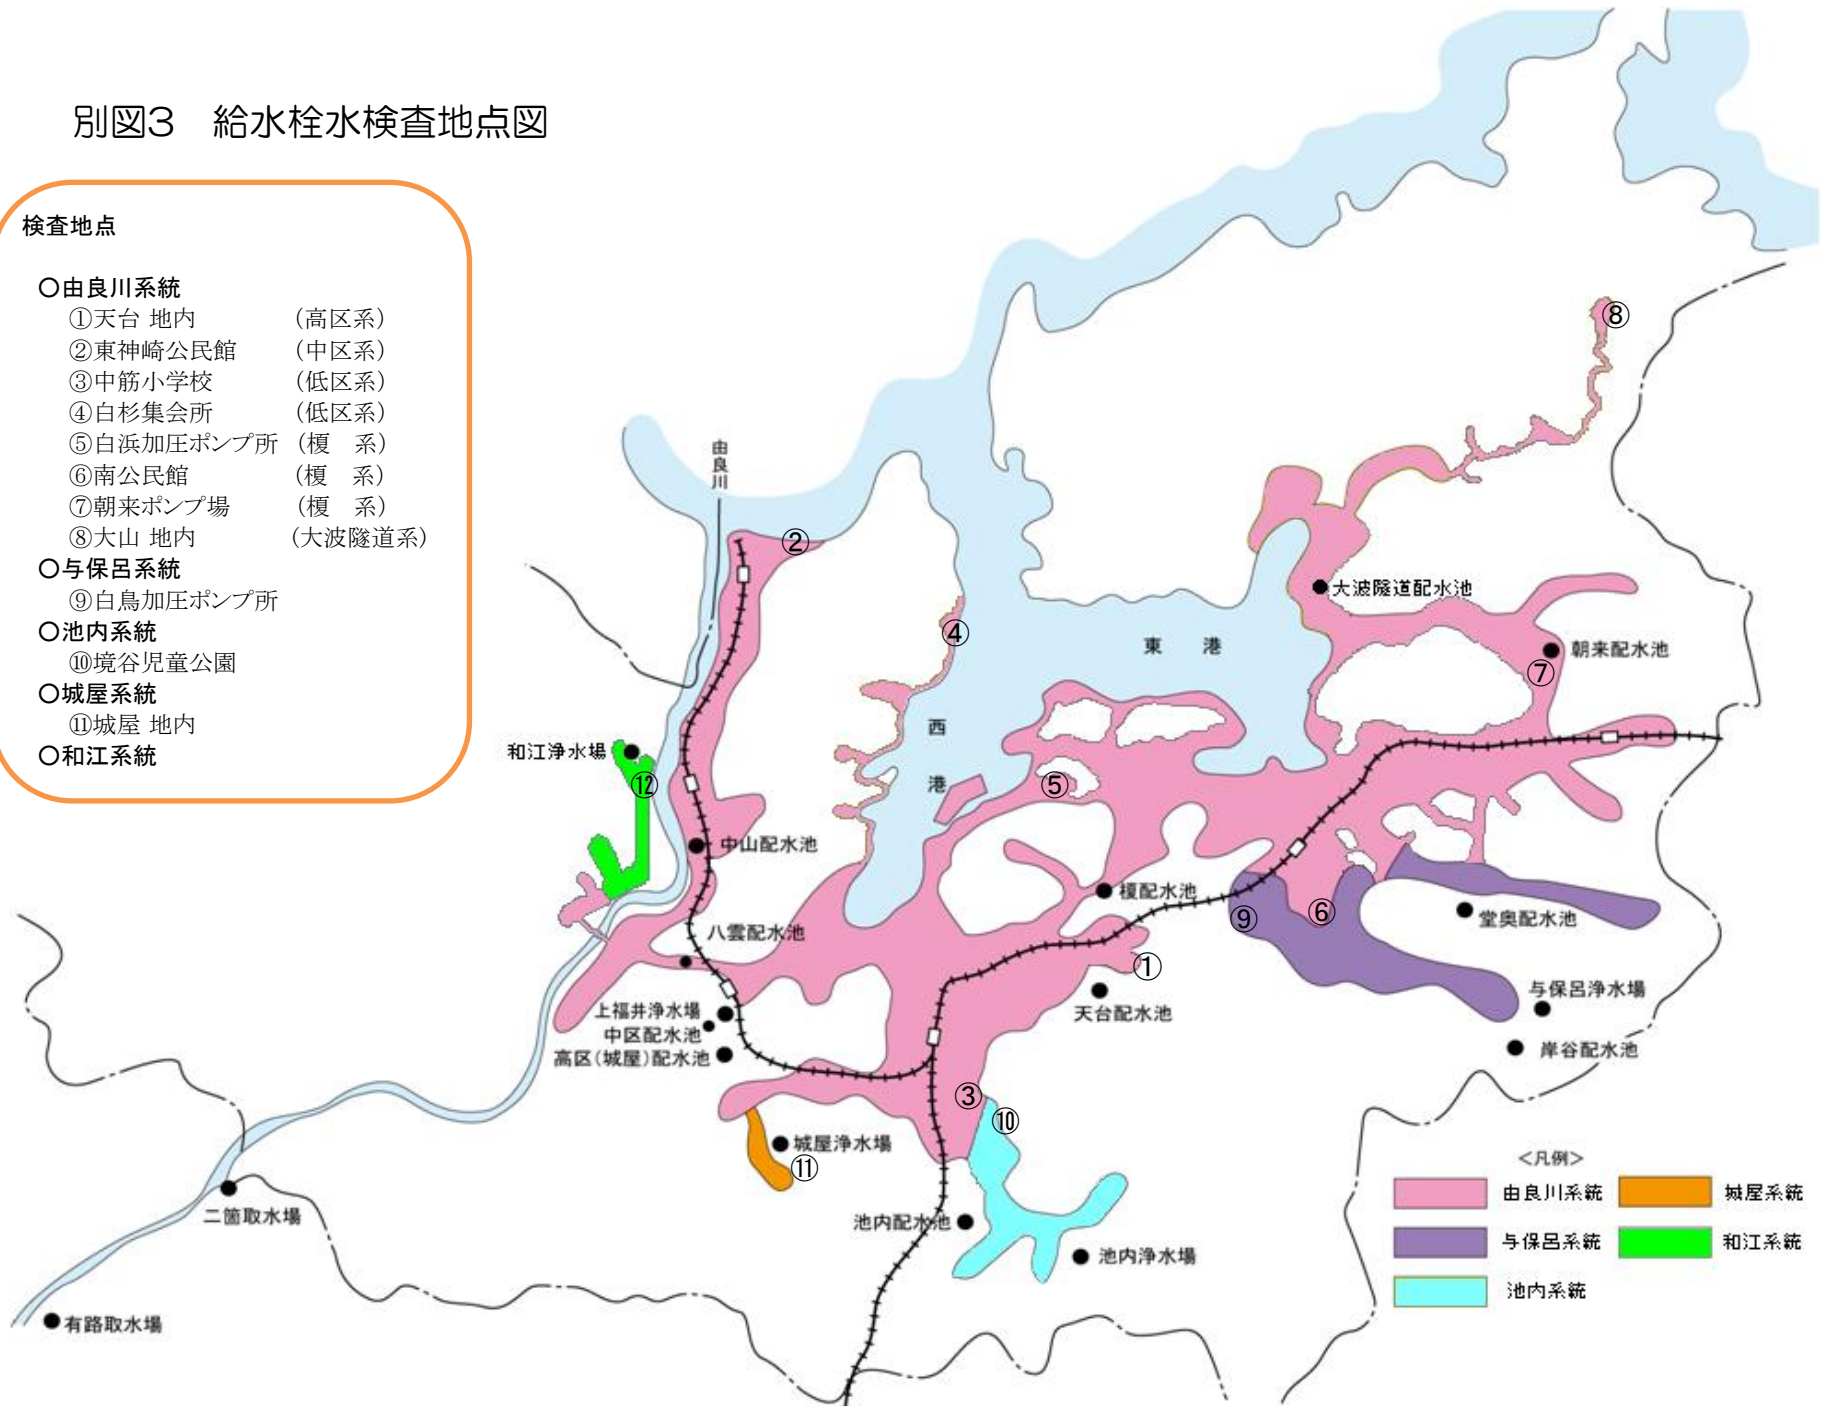 別図3 給水栓水検査地点図
検査地点
○由良川系統
①天台 地内 (高区系)
②東神崎公民館 (中区系)
③中筋小学校 (低区系)
④白杉集会所 (低区系)
⑤白浜加圧ポンプ所 (榎 系)
⑥南公民館 (榎 系)
⑦朝来ポンプ場 (榎 系)
⑧大山 地内 (大波隧道系)
○与保呂系統
⑨白鳥加圧ポンプ所
○池内系統
⑩境谷児童公園
○城屋系統
⑪城屋 地内
○和江系統
⑧
由良川
②
大波隧道配水池
④
東 港
朝来配水池
⑦
西 港
和江浄水場
⑫
⑤
中山配水池
榎配水池
⑨
⑥
堂奥配水池
八雲配水池
①
与保呂浄水場
上福井浄水場
天台配水池
中区配水池
岸谷配水池
高区(城屋)配水池
③
⑩
城屋浄水場
⑪
二箇取水場
池内配水池
池内浄水場
有路取水場
<凡例>
由良川系統 城屋系統
与保呂系統 和江系統
池内系統